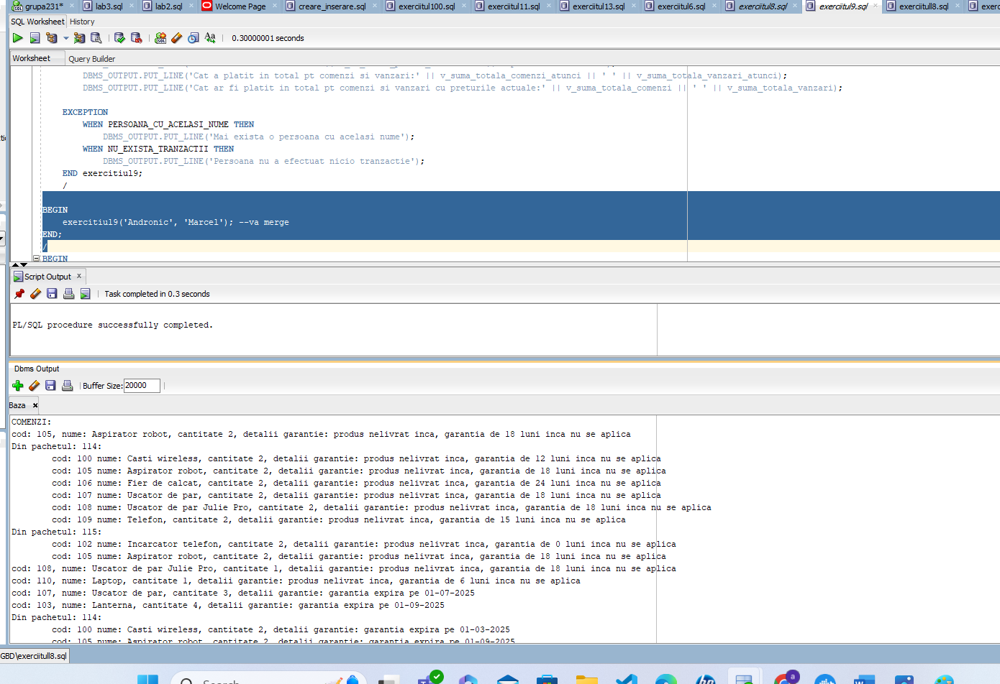 grupa231* lab3.sql lab2.sql Welcome Page creare_inserare.sql exerciitul100.sql exerciitul11.sql exerciitul13.sql exerciitul6.sql exerciitul8.sql exerciitul9.sql exerciitull8.sql exerc
SQL Worksheet History
0.30000001 seconds
Worksheet Query Builder
DBMS_OUTPUT.PUT_LINE('Cat a platit in total pt comenzi si vanzari:' || v_suma_totala_comenzi_atunci || ' ' || v_suma_totala_vanzari_atunci);
DBMS_OUTPUT.PUT_LINE('Cat ar fi platit in total pt comenzi si vanzari cu preturile actuale:' || v_suma_totala_comenzi || ' ' || v_suma_totala_vanzari);
EXCEPTION
WHEN PERSOANA_CU_ACELASI_NUME THEN
DBMS_OUTPUT.PUT_LINE('Mai exista o persoana cu acelasi nume');
WHEN NU_EXISTA_TRANZACTII THEN
DBMS_OUTPUT.PUT_LINE('Persoana nu a efectuat nicio tranzactie');
END exercitiul9;
/
BEGIN
exercitiul9('Andronic', 'Marcel'); --va merge
END;
/
BEGIN
Script Output x
Task completed in 0.3 seconds
PL/SQL procedure successfully completed.
Dbms Output
Buffer Size: 20000
Baza x
COMENZI:
cod: 105, nume: Aspirator robot, cantitate 2, detalii garantie: produs nelivrat inca, garantia de 18 luni inca nu se aplica
Din pachetul: 114:
cod: 100 nume: Casti wireless, cantitate 2, detalii garantie: produs nelivrat inca, garantia de 12 luni inca nu se aplica
cod: 105 nume: Aspirator robot, cantitate 2, detalii garantie: produs nelivrat inca, garantia de 18 luni inca nu se aplica
cod: 106 nume: Fier de calcat, cantitate 2, detalii garantie: produs nelivrat inca, garantia de 24 luni inca nu se aplica
cod: 107 nume: Uscator de par, cantitate 2, detalii garantie: produs nelivrat inca, garantia de 18 luni inca nu se aplica
cod: 108 nume: Uscator de par Julie Pro, cantitate 2, detalii garantie: produs nelivrat inca, garantia de 18 luni inca nu se aplica
cod: 109 nume: Telefon, cantitate 2, detalii garantie: produs nelivrat inca, garantia de 15 luni inca nu se aplica
Din pachetul: 115:
cod: 102 nume: Incarcator telefon, cantitate 2, detalii garantie: produs nelivrat inca, garantia de 0 luni inca nu se aplica
cod: 105 nume: Aspirator robot, cantitate 2, detalii garantie: produs nelivrat inca, garantia de 18 luni inca nu se aplica
cod: 108, nume: Uscator de par Julie Pro, cantitate 1, detalii garantie: produs nelivrat inca, garantia de 18 luni inca nu se aplica
cod: 110, nume: Laptop, cantitate 1, detalii garantie: produs nelivrat inca, garantia de 6 luni inca nu se aplica
cod: 107, nume: Uscator de par, cantitate 3, detalii garantie: garantia expira pe 01-07-2025
cod: 103, nume: Lanterna, cantitate 4, detalii garantie: garantia expira pe 01-09-2025
Din pachetul: 114:
cod: 100 nume: Casti wireless, cantitate 2, detalii garantie: garantia expira pe 01-03-2025
cod: 105 nume: Aspirator robot, cantitate 2, detalii garantie: garantia expira pe 01-09-2025
GBD\exerciitull8.sql
Search